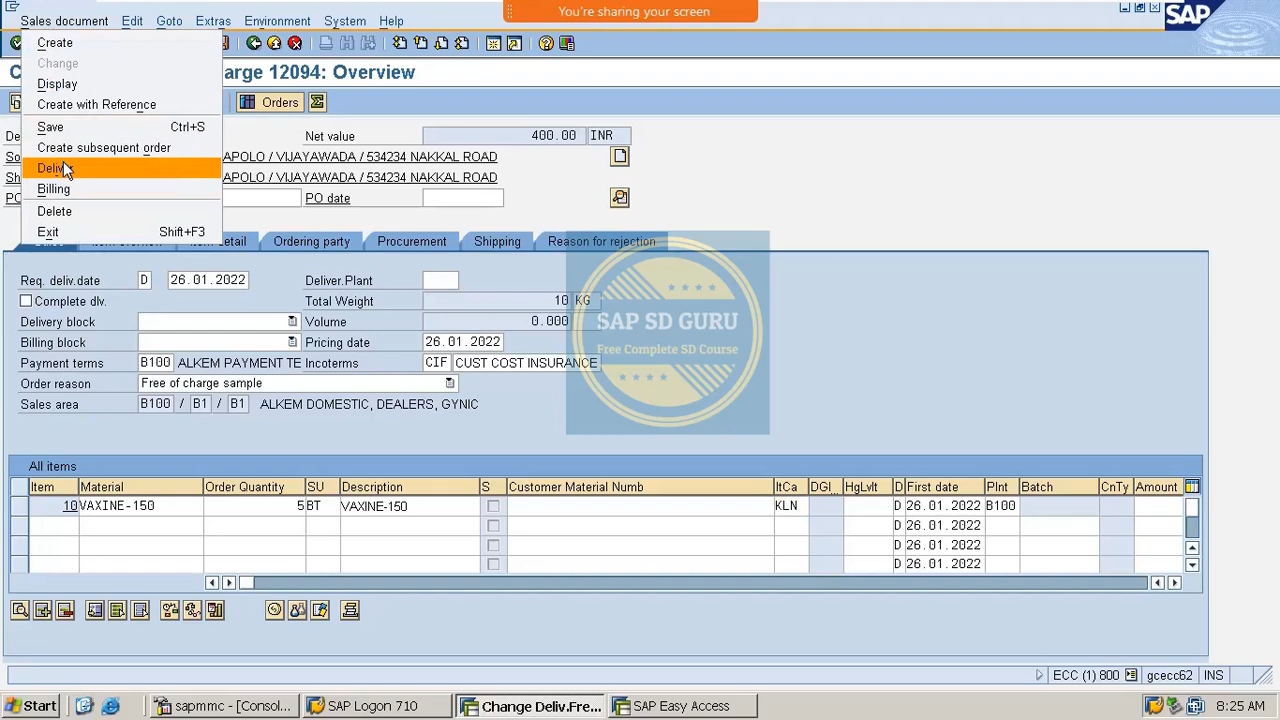 You're sharing your screen
Sales document Edit Goto Extras Environment System Help
SAP
Create
Change
Display
Create with Reference
Save Ctrl+S
Create subsequent order
Deliv
Billing
Delete
Exit Shift+F3
C arge 12094: Overview
Orders
De Net value 400.00 INR
So APOLO / VIJAYAWADA / 534234 NAKKAL ROAD
Sh APOLO / VIJAYAWADA / 534234 NAKKAL ROAD
PO PO date
Item detail Ordering party Procurement Shipping Reason for rejection
Req. deliv.date D 26.01.2022 Deliver.Plant
Complete dlv. Total Weight 10 KG
Delivery block Volume 0.000
Billing block Pricing date 26.01.2022
Payment terms B100 ALKEM PAYMENT TE Incoterms CIF CUST COST INSURANCE
Order reason Free of charge sample
Sales area B100 / B1 / B1 ALKEM DOMESTIC, DEALERS, GYNIC
SAP SD GURU
Free Complete SD Course
All items
Item Material Order Quantity SU Description S Customer Material Numb ItCa DGI... HgLvIt D First date Plnt Batch CnTy Amount
10 VAXINE-150 5 BT VAXINE-150 KLN D 26.01.2022 B100
D 26.01.2022
D 26.01.2022
D 26.01.2022
ECC (1) 800 gcecc62 INS
Start sapmmc - [Consol... SAP Logon 710 Change Deliv.Fre... SAP Easy Access 8:25 AM